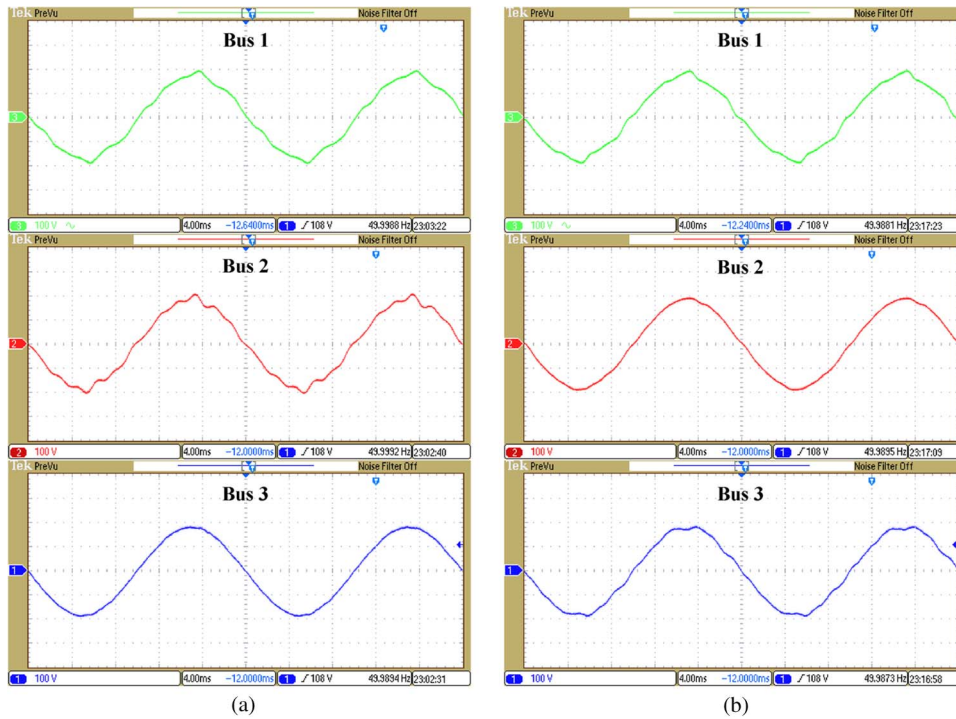 Tek PreVu Noise Filter Off
Bus 1
3
3 100 V 4.00ms -12.6400ms 1 108 V 49.9988 Hz 23:03:22
Tek PreVu Noise Filter Off
Bus 2
2
2 100 V 4.00ms -12.0000ms 1 108 V 49.9992 Hz 23:02:40
Tek PreVu Noise Filter Off
Bus 3
1
1 100 V 4.00ms -12.0000ms 1 108 V 49.9894 Hz 23:02:31
(a)
Tek PreVu Noise Filter Off
Bus 1
3
3 100 V 4.00ms -12.2400ms 1 108 V 49.9881 Hz 23:17:23
Tek PreVu Noise Filter Off
Bus 2
2
2 100 V 4.00ms -12.0000ms 1 108 V 49.9895 Hz 23:17:09
Tek PreVu Noise Filter Off
Bus 3
1
1 100 V 4.00ms -12.0000ms 1 108 V 49.9873 Hz 23:16:58
(b)